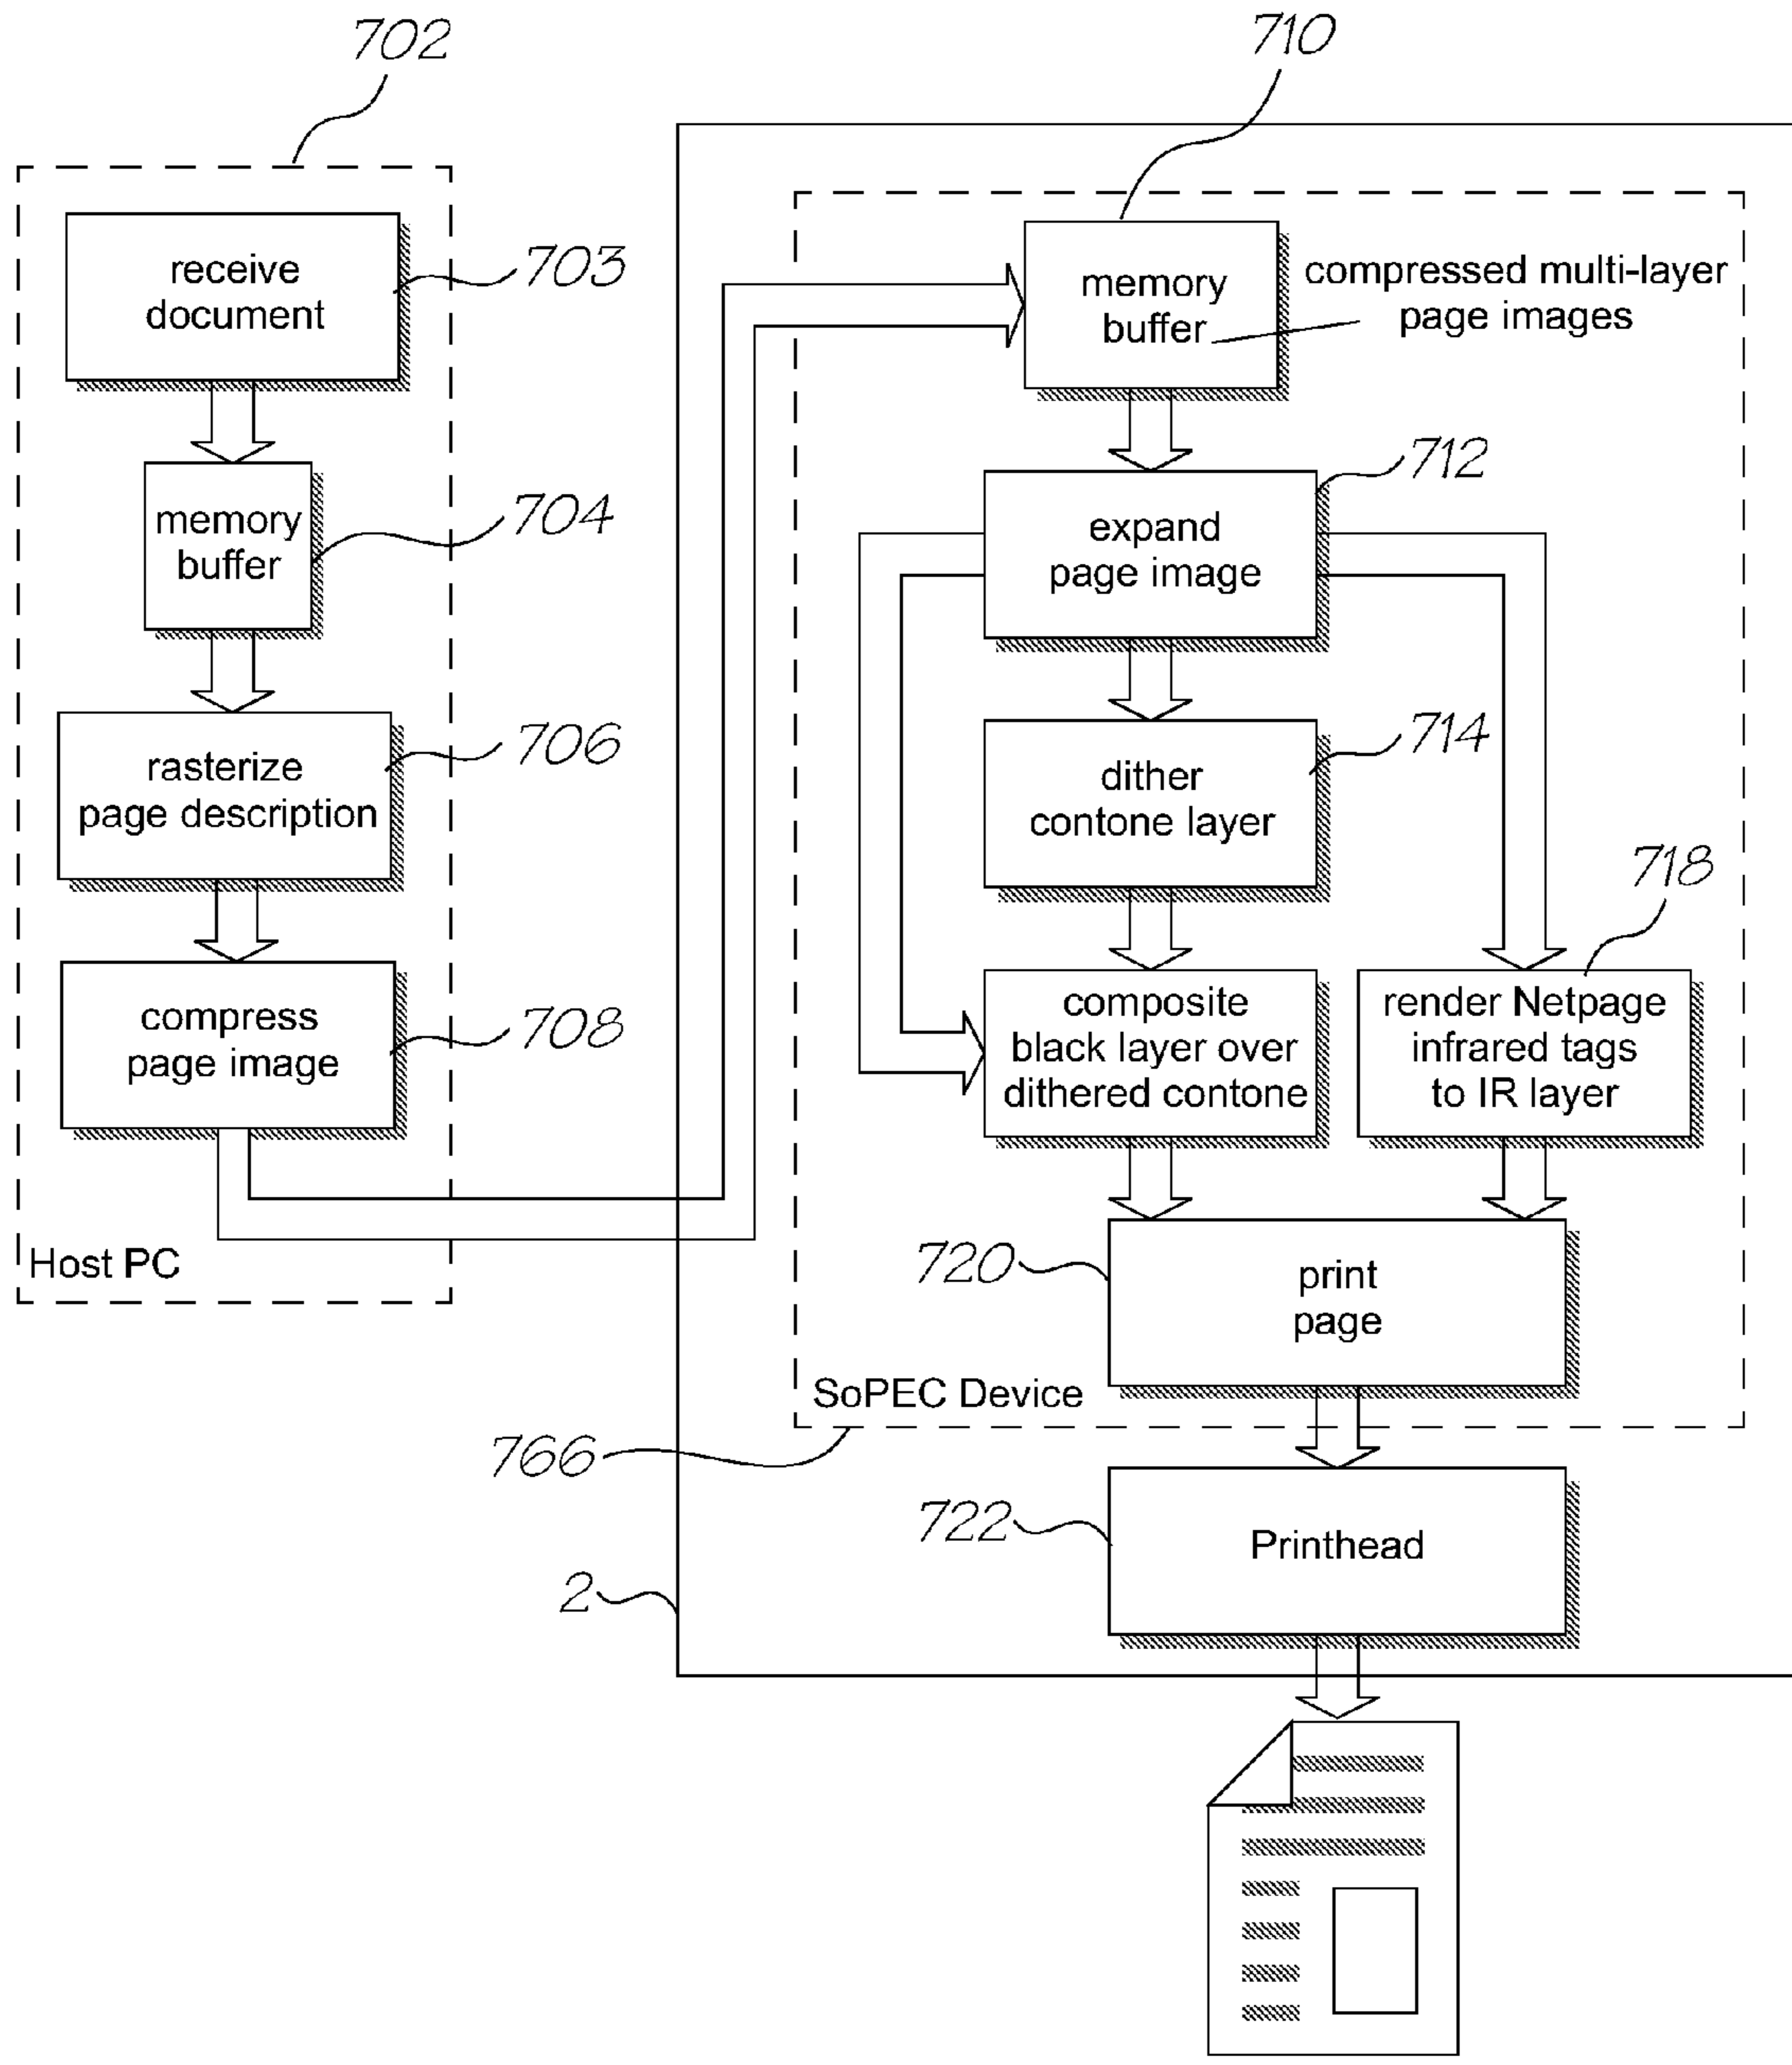 702
receive
document
703
memory
buffer
704
rasterize
page description
706
compress
page image
708
Host PC
710
memory
buffer
compressed multi-layer
page images
expand
page image
712
dither
contone layer
714
composite
black layer over
dithered contone
render Netpage
infrared tags
to IR layer
718
print
page
720
SoPEC Device
766
Printhead
722
2